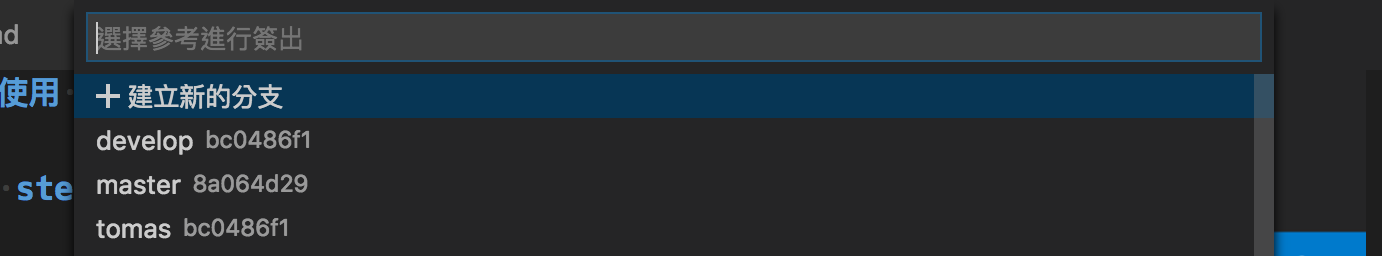 選擇參考進行簽出
建立新的分支
develop bc0486f1
master 8a064d29
tomas bc0486f1
使用
ste